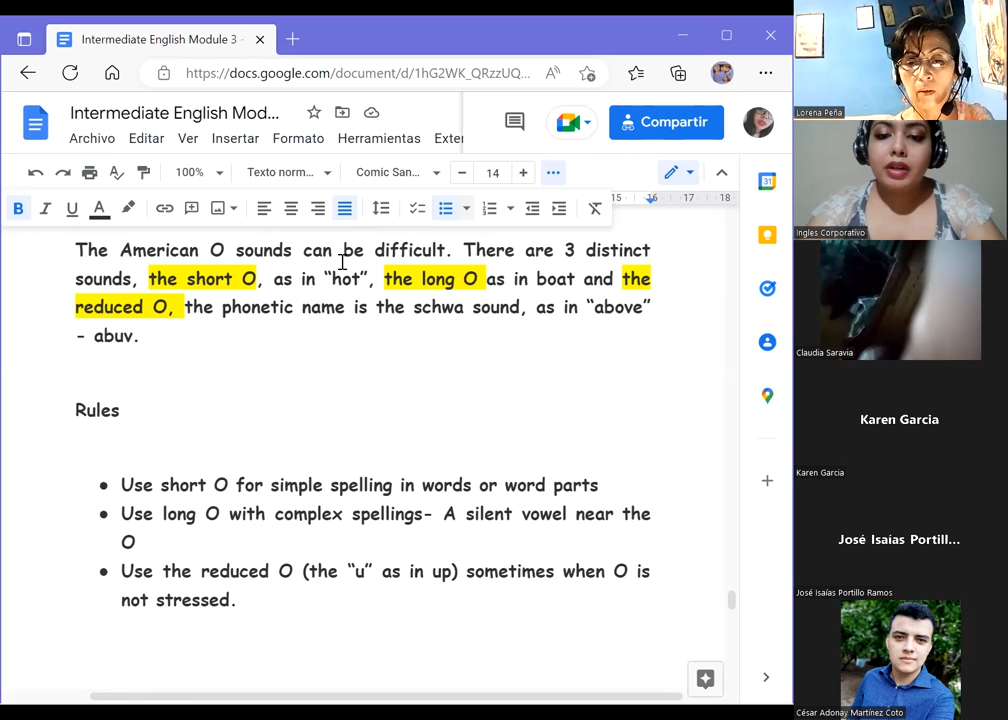 Intermediate English Module 3 -
https://docs.google.com/document/d/1hG2WK_QRzzUQ...
Intermediate English Mod...
Archivo Editar Ver Insertar Formato Herramientas Exter
Compartir
100% Texto norm... Comic San... 14
15 16 17 18
The American O sounds can be difficult. There are 3 distinct
sounds, the short O, as in “hot”, the long O as in boat and the
reduced O, the phonetic name is the schwa sound, as in “above”
- abuv.
Rules
● Use short O for simple spelling in words or word parts
● Use long O with complex spellings- A silent vowel near the
O
● Use the reduced O (the “u” as in up) sometimes when O is
not stressed.
31
Lorena Peña
Ingles Corporativo
Claudia Saravia
Karen Garcia
Karen Garcia
José Isaías Portill...
José Isaías Portillo Ramos
César Adonay Martínez Coto